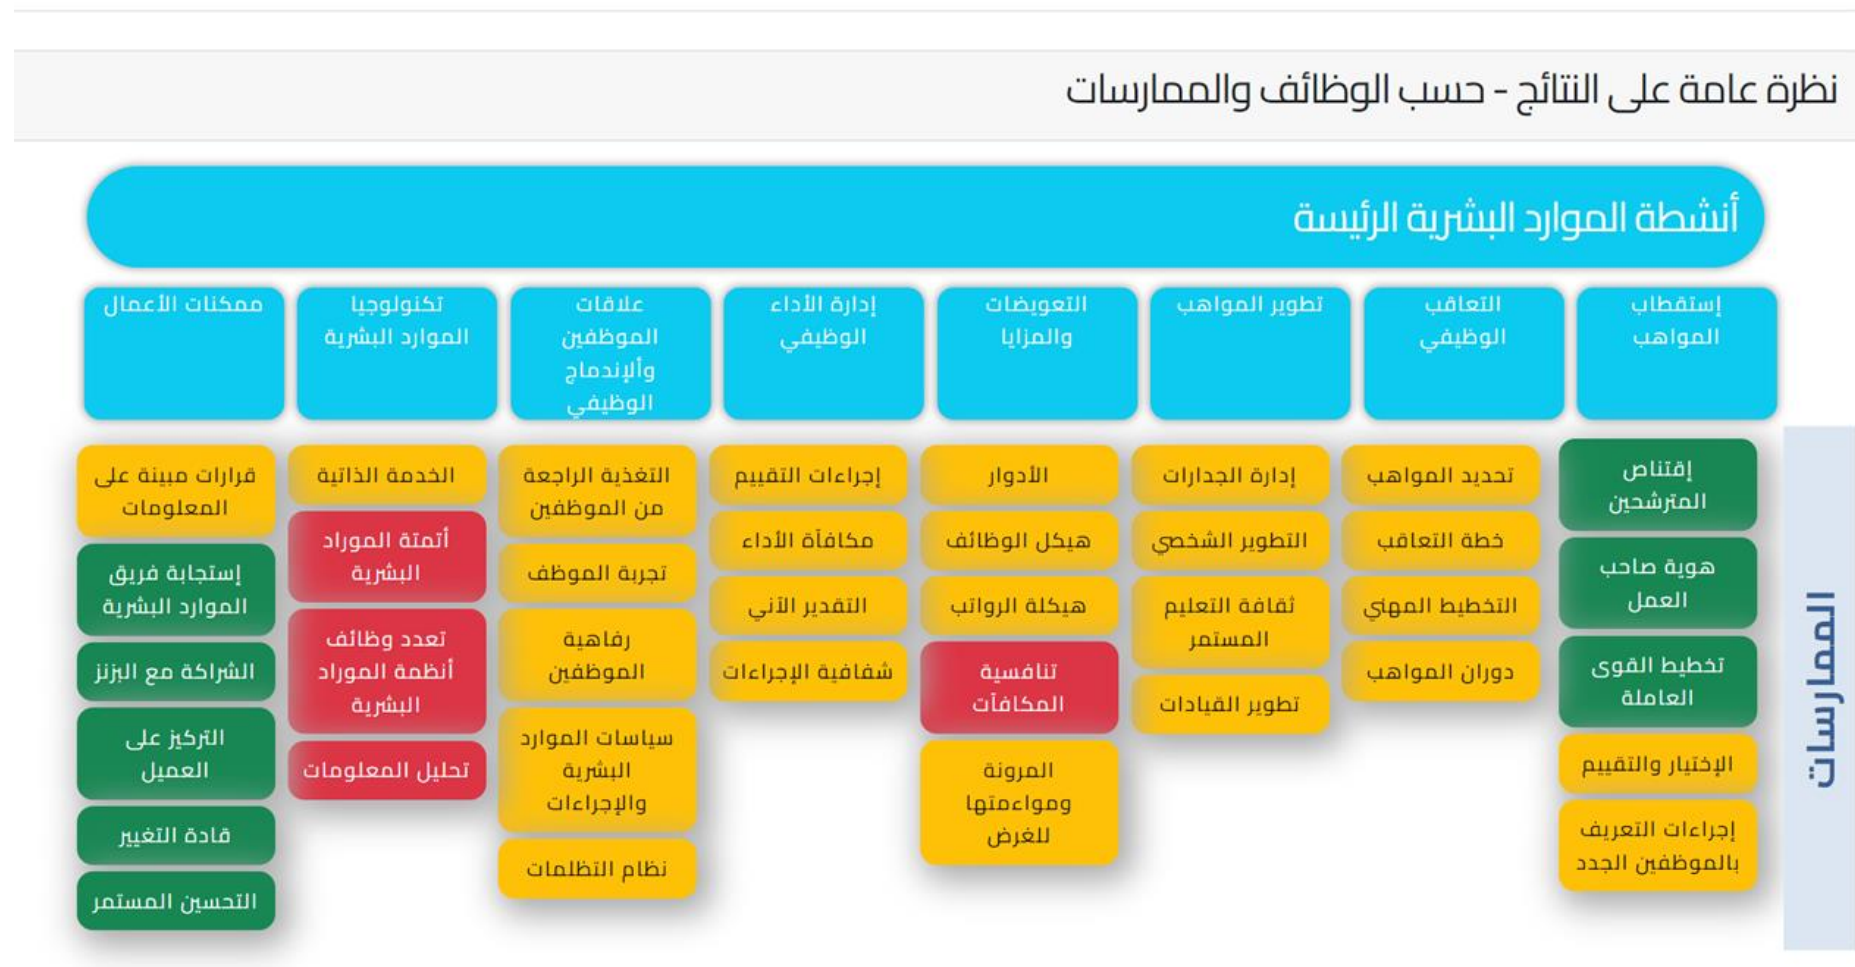 نظرة عامة على النتائج - حسب الوظائف والممارسات
أنشطة الموارد البشرية الرئيسة
إستقطاب
المواهب
التعاقب
الوظيفي
تطوير المواهب
التعويضات
والمزايا
إدارة الأداء
الوظيفي
علاقات
الموظفين
وألإندماج
الوظيفي
تكنولوجيا
الموارد البشرية
ممكنات الأعمال
الممارسات
إقتناص
المترشحين
هوية صاحب
العمل
تخطيط القوى
العاملة
الإختيار والتقييم
إجراءات التعريف
بالموظفين الجدد
تحديد المواهب
خطة التعاقب
التخطيط المهني
دوران المواهب
إدارة الجدارات
التطوير الشخصي
ثقافة التعليم
المستمر
تطوير القيادات
الأدوار
هيكل الوظائف
هيكلة الرواتب
تنافسية
المكافآت
المرونة
ومواءمتها
للغرض
إجراءات التقييم
مكافآة الأداء
التقدير الآني
شفافية الإجراءات
التغذية الراجعة
من الموظفين
تجربة الموظف
رفاهية
الموظفين
سياسات الموارد
البشرية
والإجراءات
نظام التظلمات
الخدمة الذاتية
أتمتة الموراد
البشرية
تعدد وظائف
أنظمة الموراد
البشرية
تحليل المعلومات
قرارات مبينة على
المعلومات
إستجابة فريق
الموارد البشرية
الشراكة مع البزنز
التركيز على
العميل
قادة التغيير
التحسين المستمر